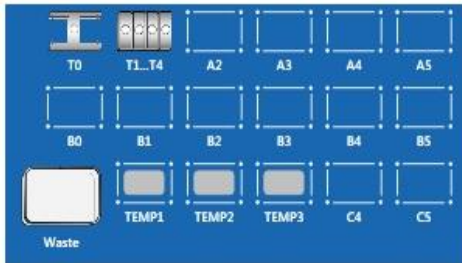 T0 T1...T4 A2 A3 A4 A5
B0 B1 B2 B3 B4 B5
TEMP1 TEMP2 TEMP3 C4 C5
Waste